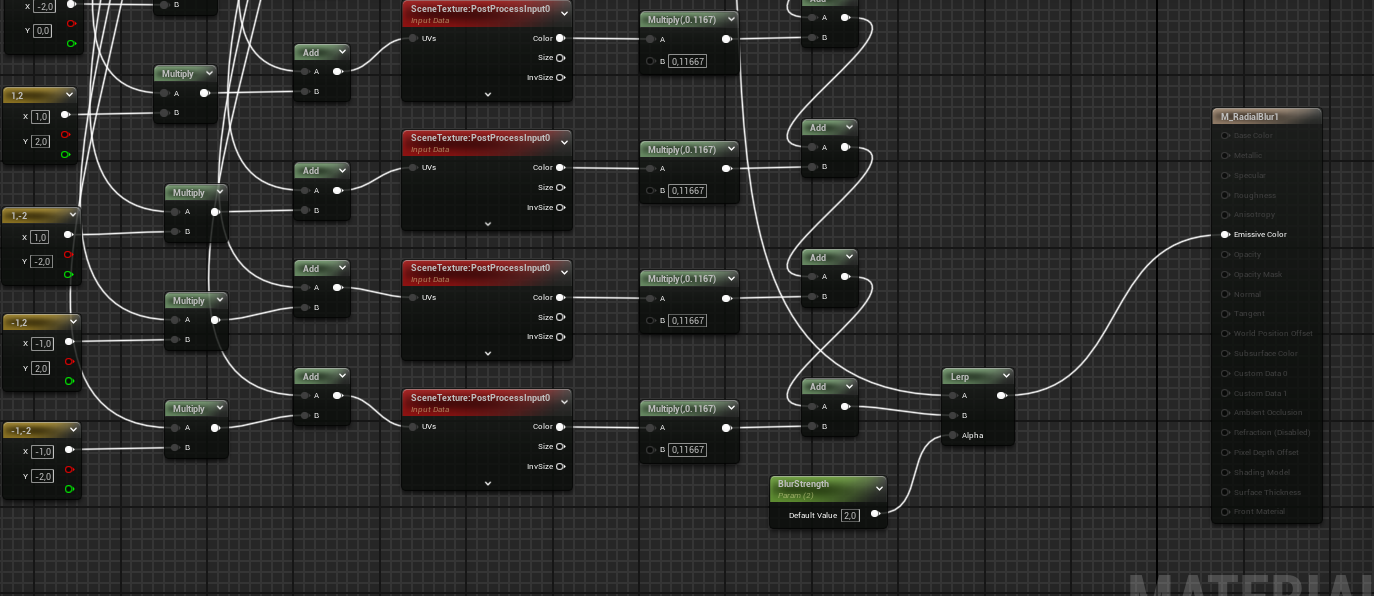 X -2,0
Y 0,0
B
1,2
X 1,0
Y 2,0
Multiply
A
B
1,-2
X 1,0
Y -2,0
Multiply
A
B
-1,2
X -1,0
Y 2,0
Multiply
A
B
-1,-2
X -1,0
Y -2,0
Multiply
A
B
Add
A
B
Add
A
B
Add
A
B
Add
A
B
SceneTexture:PostProcessInput0
Input Data
UVs Color
Size
InvSize
SceneTexture:PostProcessInput0
Input Data
UVs Color
Size
InvSize
SceneTexture:PostProcessInput0
Input Data
UVs Color
Size
InvSize
SceneTexture:PostProcessInput0
Input Data
UVs Color
Size
InvSize
Multiply(,0.1167)
A
B 0,11667
Multiply(,0.1167)
A
B 0,11667
Multiply(,0.1167)
A
B 0,11667
Multiply(,0.1167)
A
B 0,11667
Add
A
B
Add
A
B
Add
A
B
Add
A
B
BlurStrength
Param (2)
Default Value 2,0
Lerp
A
B
Alpha
M_RadialBlur1
Base Color
Metallic
Specular
Roughness
Anisotropy
Emissive Color
Opacity
Opacity Mask
Normal
Tangent
World Position Offset
Subsurface Color
Custom Data 0
Custom Data 1
Ambient Occlusion
Refraction (Disabled)
Pixel Depth Offset
Shading Model
Surface Thickness
Front Material
MATERIAL